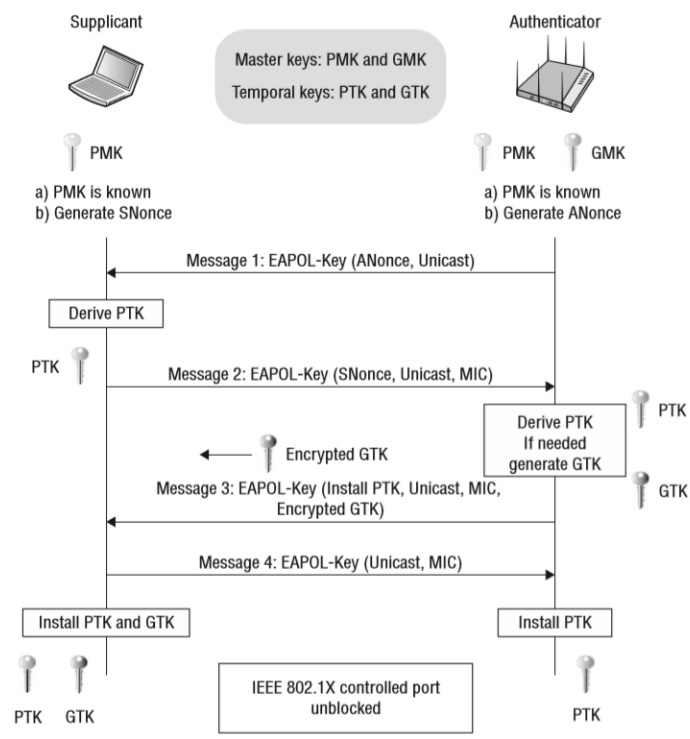 Supplicant
Authenticator
Master keys: PMK and GMK
Temporal keys: PTK and GTK
PMK
PMK
GMK
a) PMK is known
b) Generate SNonce
a) PMK is known
b) Generate ANonce
Message 1: EAPOL-Key (ANonce, Unicast)
Derive PTK
PTK
Message 2: EAPOL-Key (SNonce, Unicast, MIC)
Derive PTK
If needed
generate GTK
PTK
GTK
Encrypted GTK
Message 3: EAPOL-Key (Install PTK, Unicast, MIC,
Encrypted GTK)
Message 4: EAPOL-Key (Unicast, MIC)
Install PTK and GTK
Install PTK
PTK
GTK
IEEE 802.1X controlled port
unblocked
PTK